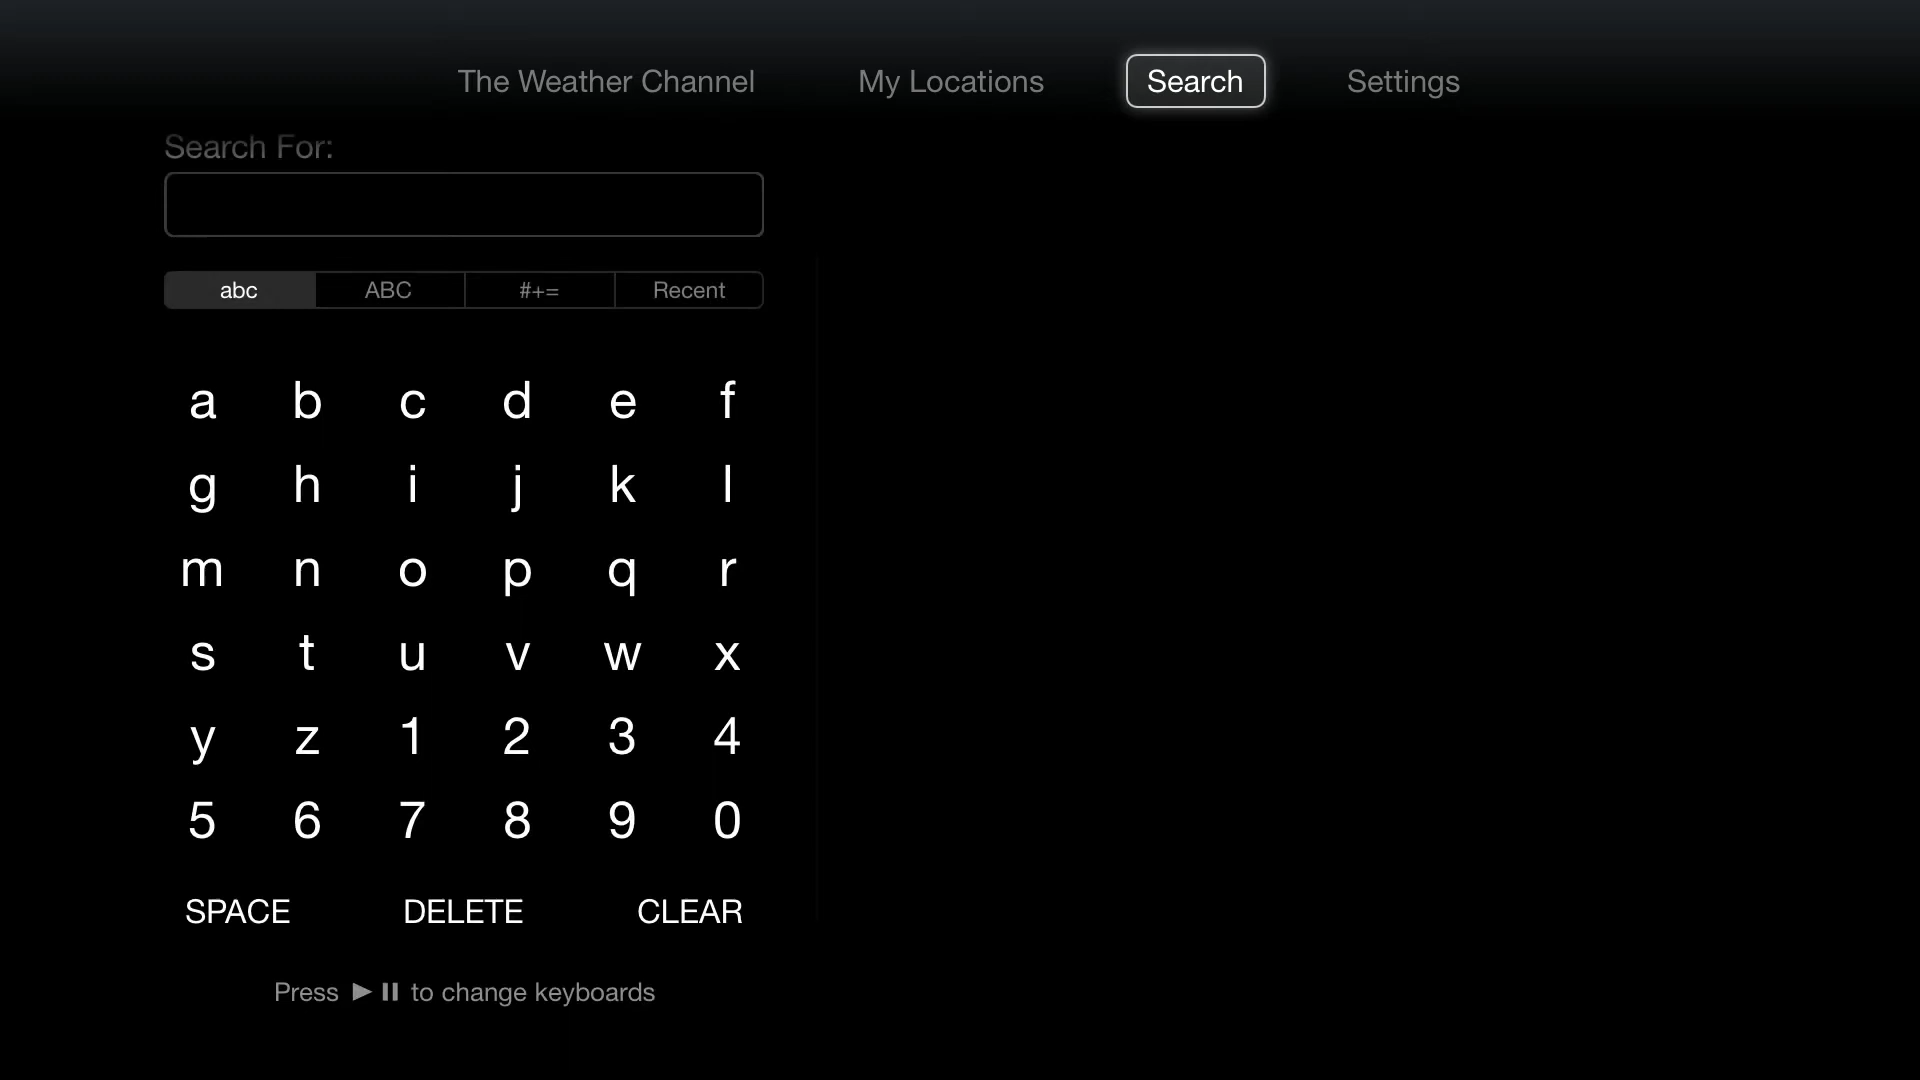 The Weather Channel My Locations Search Settings
Search For:
abc ABC #+= Recent
a b c d e f
g h i j k l
m n o p q r
s t u v w x
y z 1 2 3 4
5 6 7 8 9 0
SPACE DELETE CLEAR
Press to change keyboards